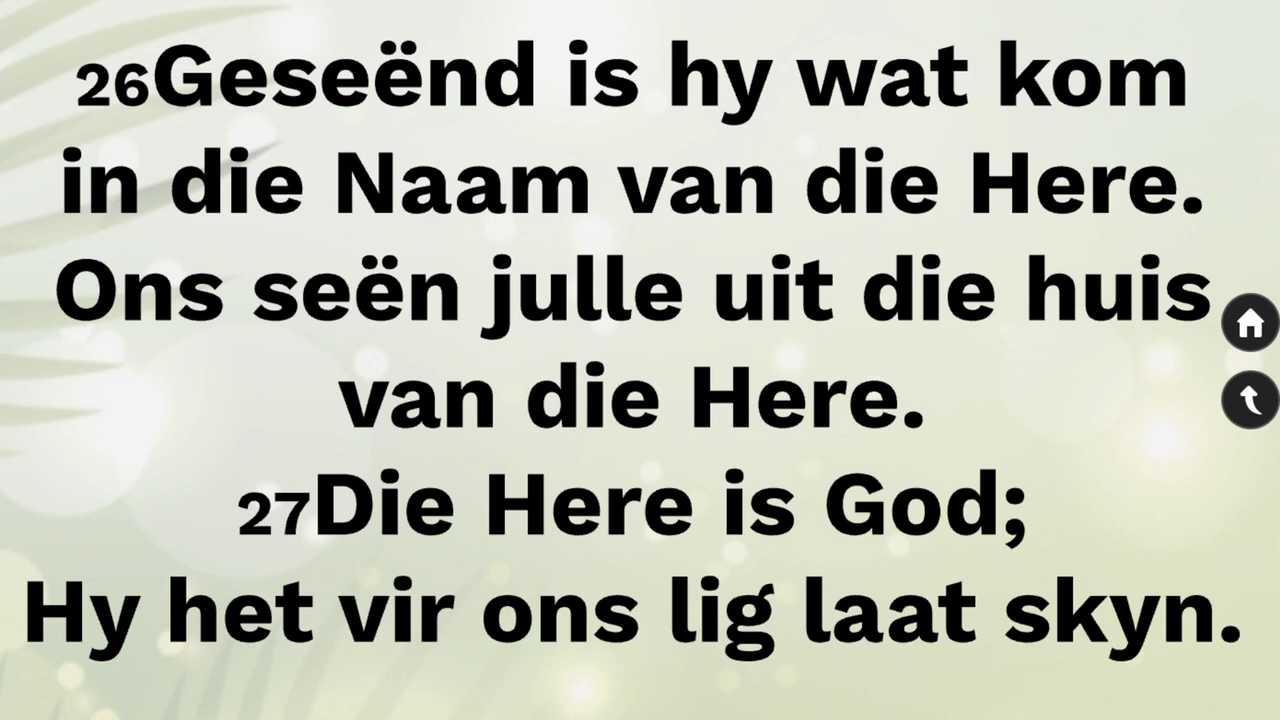 26Geseënd is hy wat kom
in die Naam van die Here.
Ons seën julle uit die huis
van die Here.
27Die Here is God;
Hy het vir ons lig laat skyn.